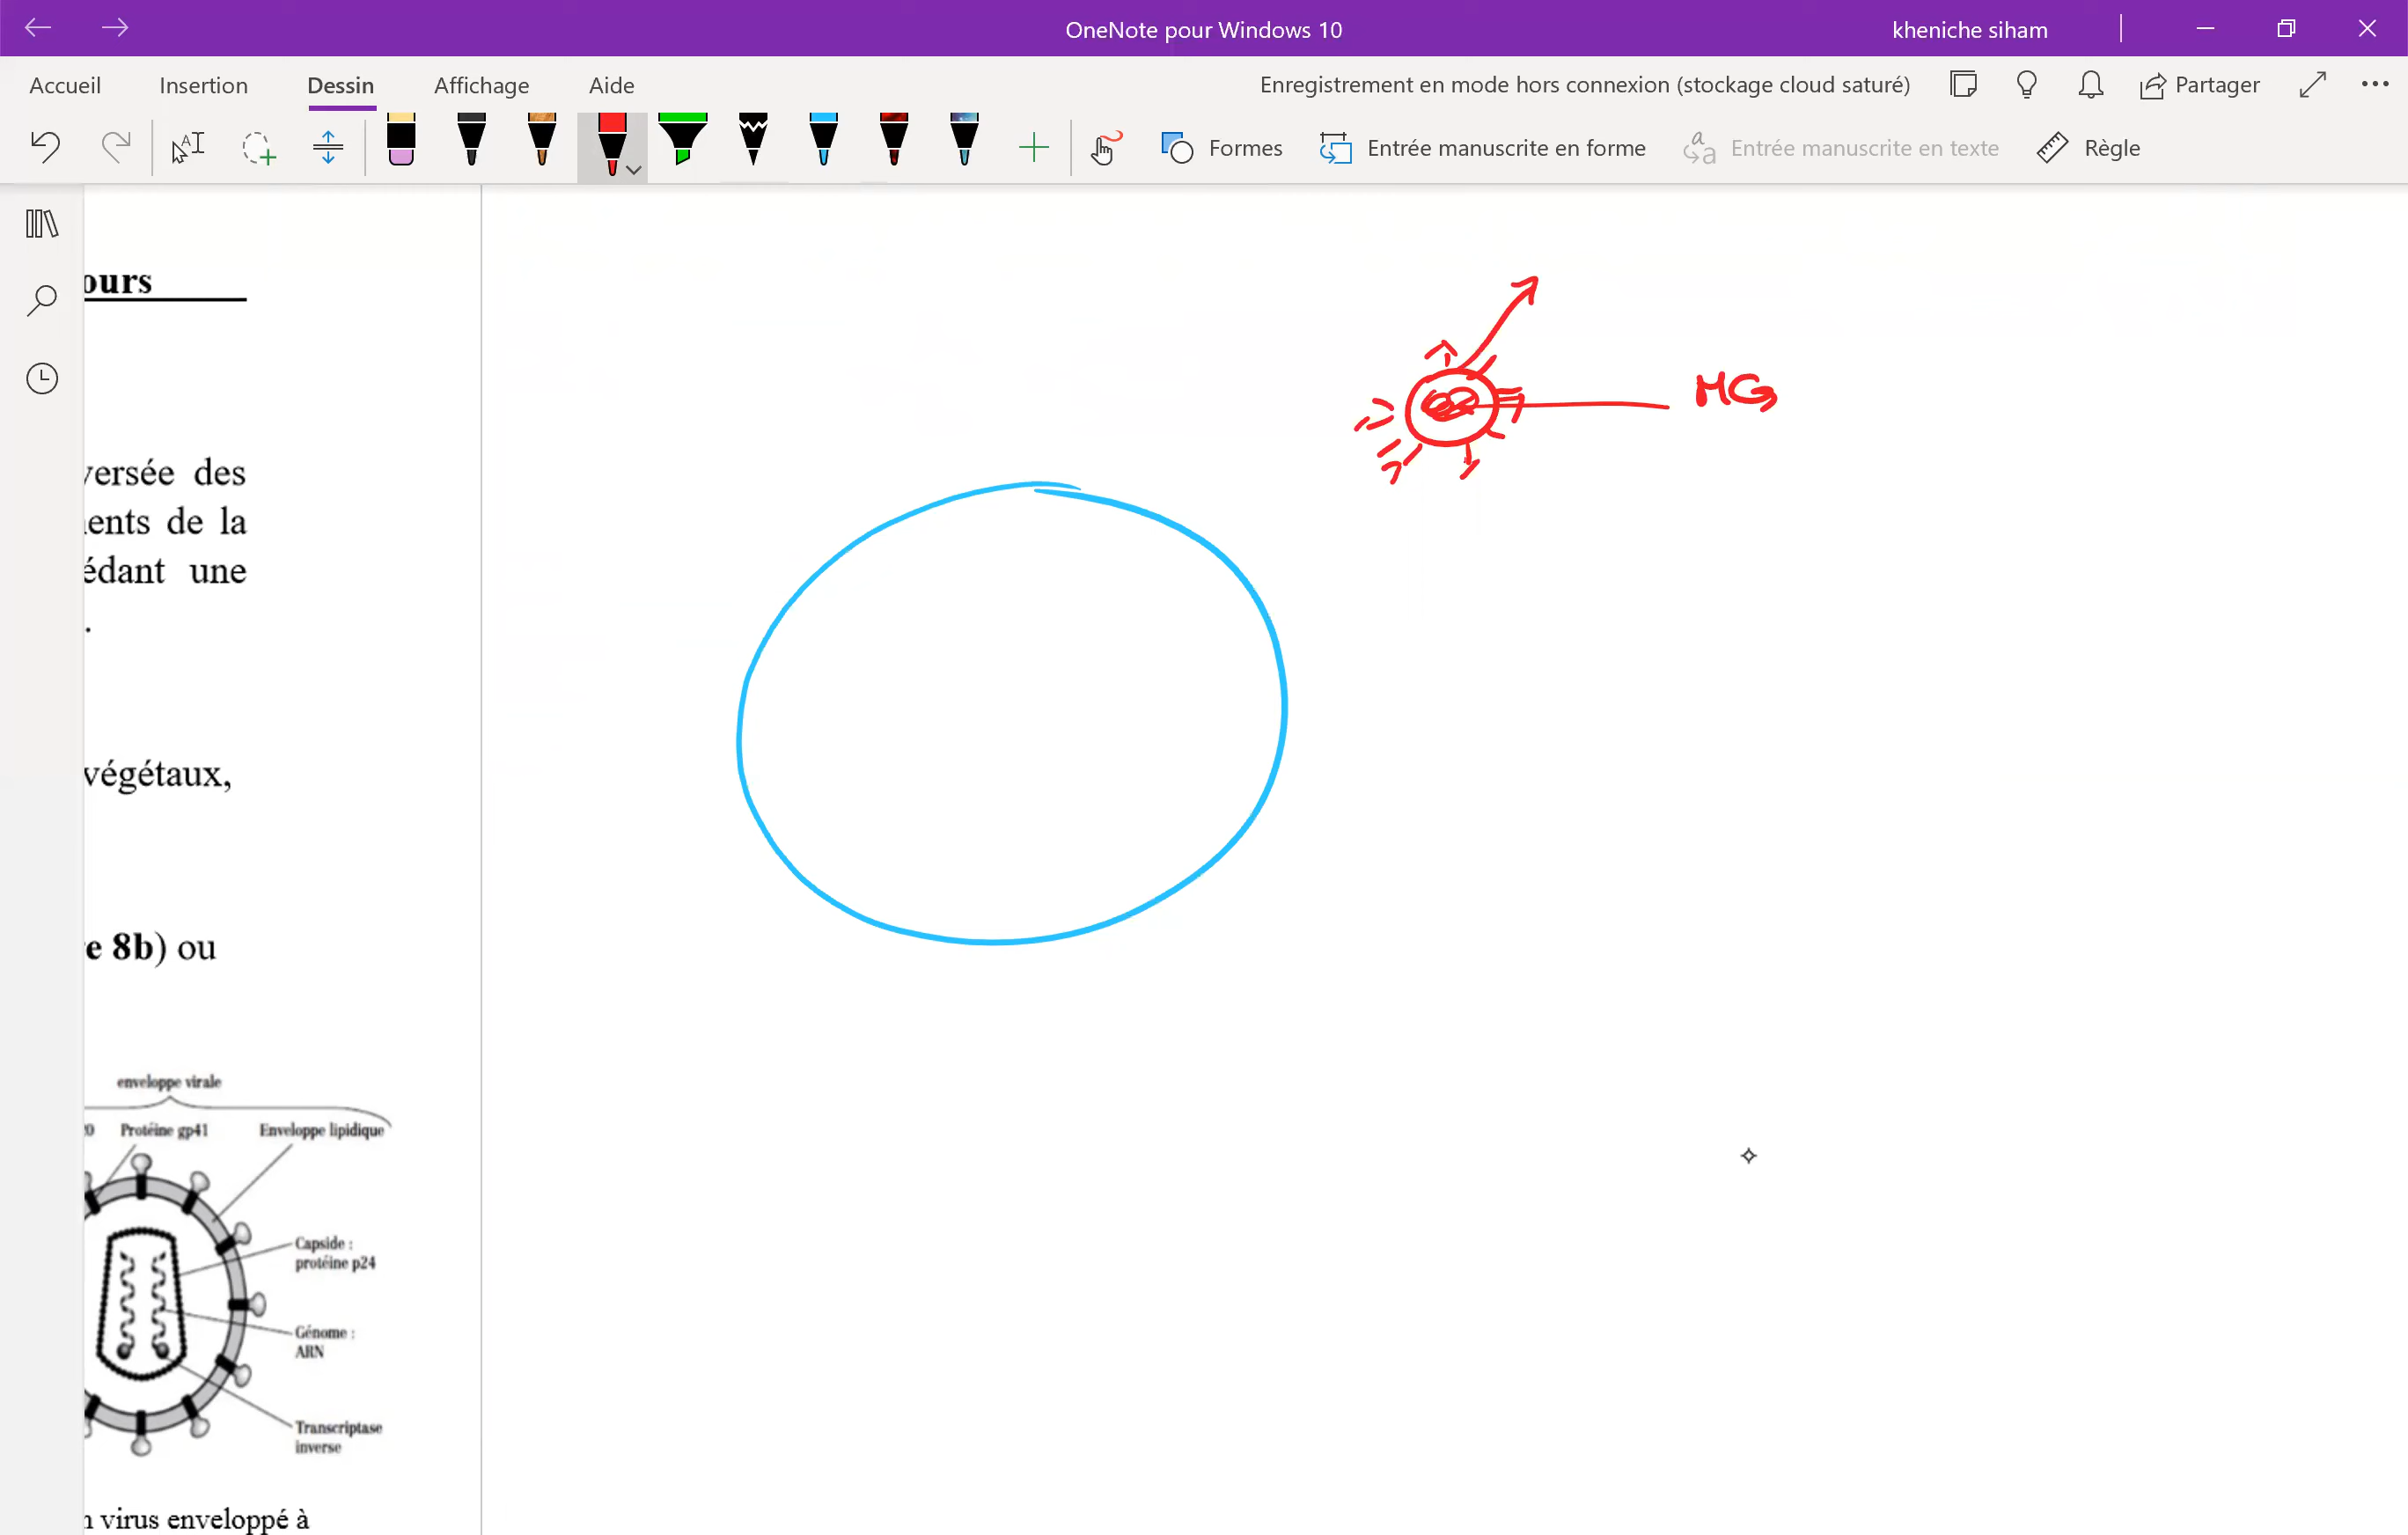 OneNote pour Windows 10
kheniche siham
Accueil Insertion Dessin Affichage Aide
Enregistrement en mode hors connexion (stockage cloud saturé)
Partager
Formes Entrée manuscrite en forme Entrée manuscrite en texte Règle
ours
versée des
ents de la
édant une
.
végétaux,
e 8b) ou
MG
enveloppe virale
Protéine gp41 Enveloppe lipidique
Capside :
protéine p24
Génome :
ARN
Transcriptase
inverse
virus enveloppé à